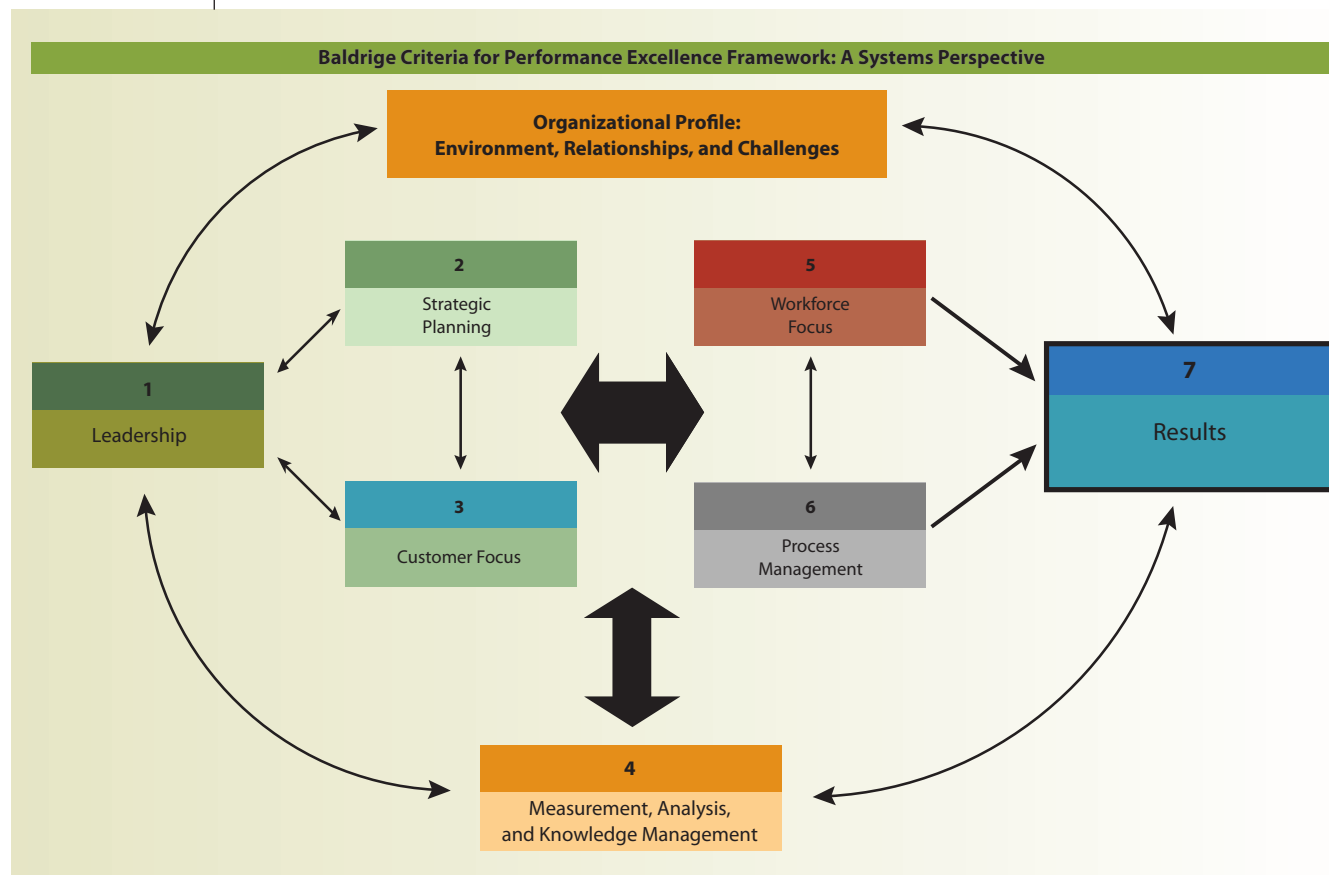 Baldrige Criteria for Performance Excellence Framework: A Systems Perspective
Organizational Profile:
Environment, Relationships, and Challenges
2
Strategic
Planning
5
Workforce
Focus
1
Leadership
7
Results
3
Customer Focus
6
Process
Management
4
Measurement, Analysis,
and Knowledge Management